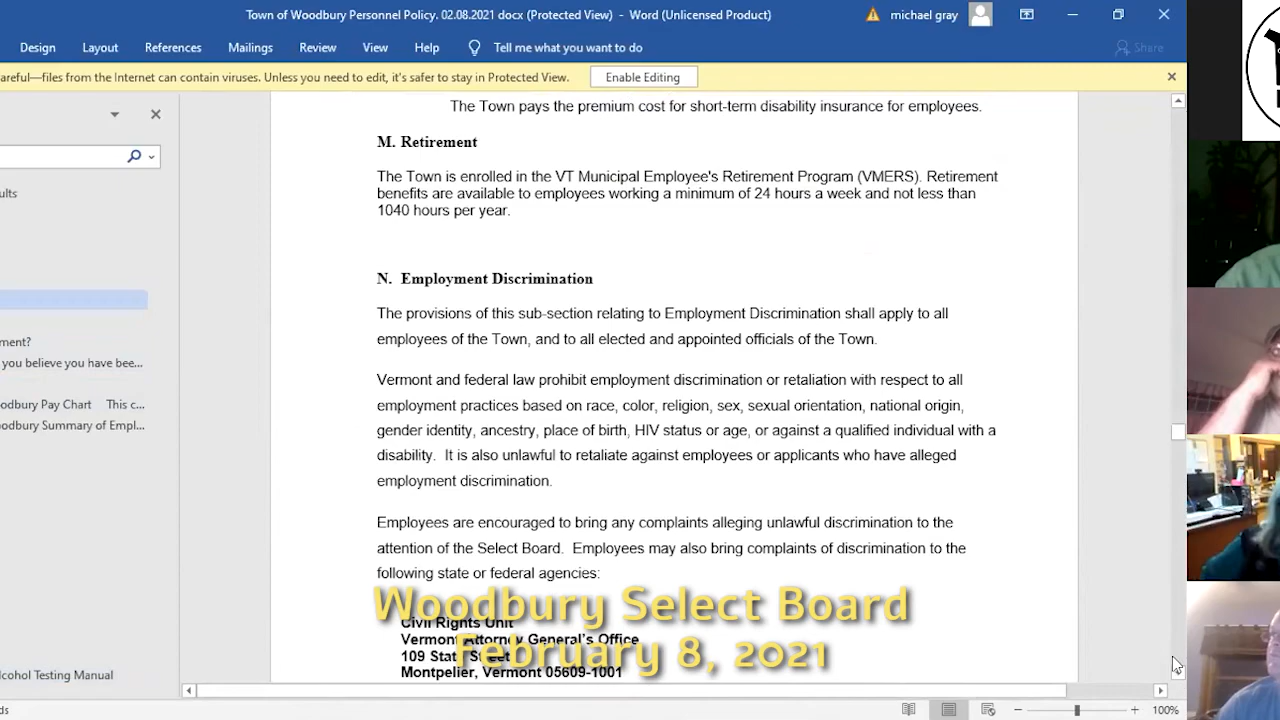 Town of Woodbury Personnel Policy. 02.08.2021 docx (Protected View) - Word (Unlicensed Product)
michael gray
Design Layout References Mailings Review View Help Tell me what you want to do Share
areful—files from the Internet can contain viruses. Unless you need to edit, it's safer to stay in Protected View. Enable Editing
The Town pays the premium cost for short-term disability insurance for employees.
M. Retirement
The Town is enrolled in the VT Municipal Employee's Retirement Program (VMERS). Retirement
benefits are available to employees working a minimum of 24 hours a week and not less than
1040 hours per year.
N. Employment Discrimination
The provisions of this sub-section relating to Employment Discrimination shall apply to all
employees of the Town, and to all elected and appointed officials of the Town.
Vermont and federal law prohibit employment discrimination or retaliation with respect to all
employment practices based on race, color, religion, sex, sexual orientation, national origin,
gender identity, ancestry, place of birth, HIV status or age, or against a qualified individual with a
disability. It is also unlawful to retaliate against employees or applicants who have alleged
employment discrimination.
Employees are encouraged to bring any complaints alleging unlawful discrimination to the
attention of the Select Board. Employees may also bring complaints of discrimination to the
following state or federal agencies:
Civil Rights Unit
Vermont Attorney General's Office
109 State Street
Montpelier, Vermont 05609-1001
Woodbury Select Board
February 8, 2021
ults
ment?
you believe you have bee...
odbury Pay Chart This c...
odbury Summary of Empl...
lcohol Testing Manual
ds
100%